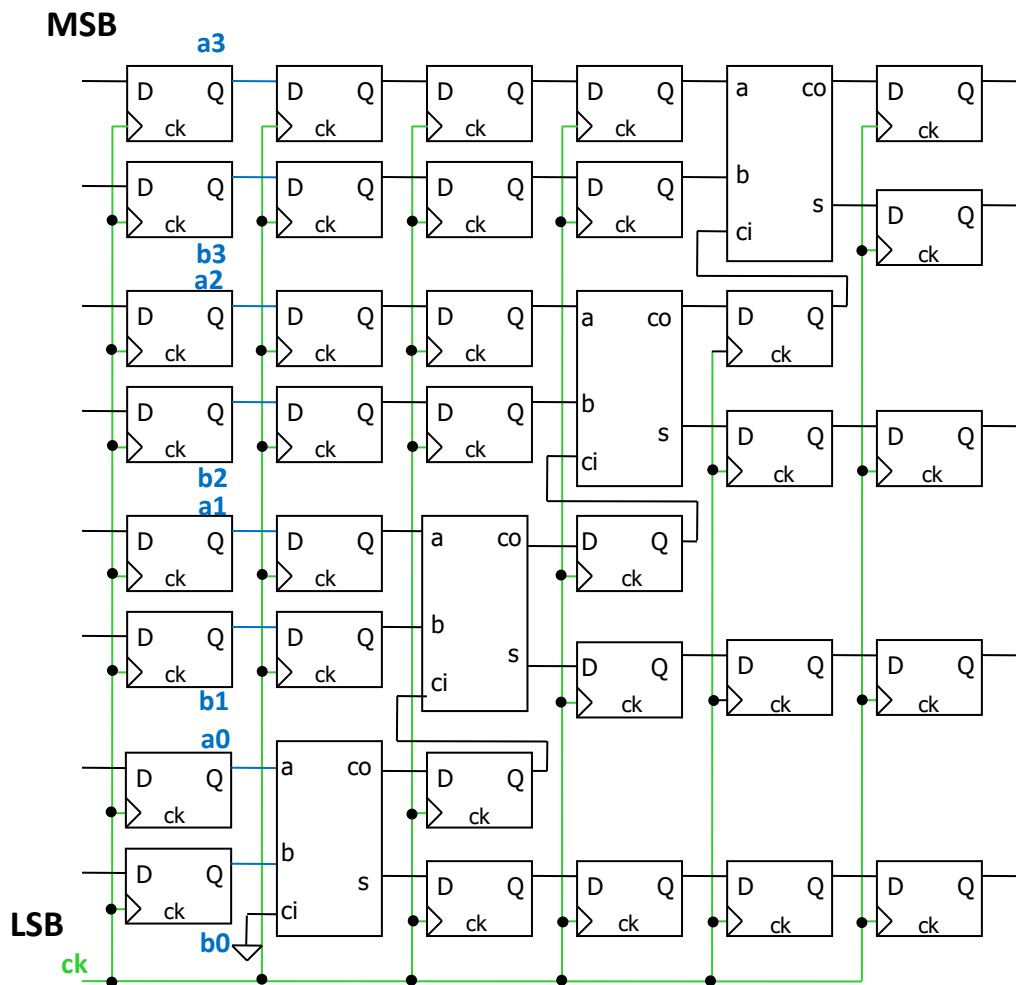 MSB
a3
D Q D Q D Q D Q a co D Q
ck ck ck ck ck
D Q D Q D Q D Q b s D Q
ck ck ck ck ci ck
b3
a2
D Q D Q D Q a co D Q
ck ck ck ck
D Q D Q D Q b s D Q D Q
ck ck ck ci ck ck
b2
a1
D Q D Q a co D Q
ck ck ck
D Q D Q b s D Q D Q D Q
ck ck ci ck ck ck
b1
a0
D Q a co D Q
ck ck
D Q b s D Q D Q D Q D Q
ck ci ck ck ck ck
LSB
b0
ck